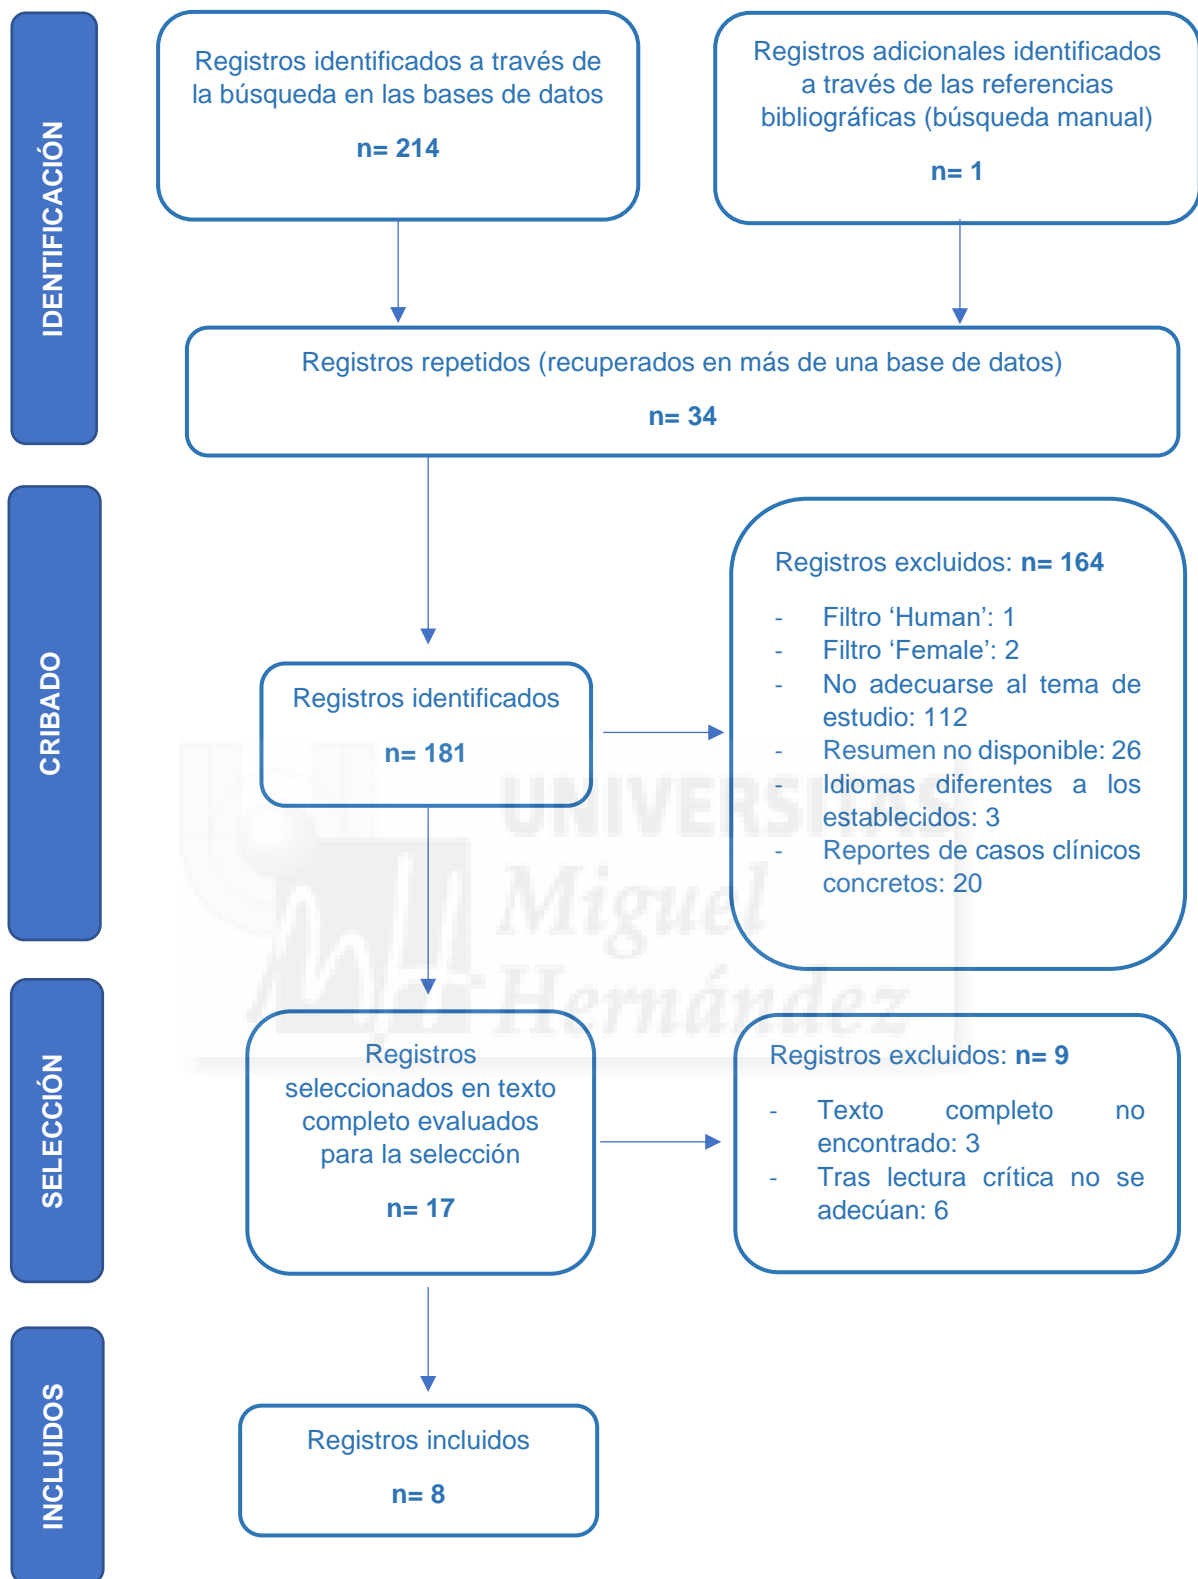 IDENTIFICACIÓN
Registros identificados a través de
la búsqueda en las bases de datos
n= 214
Registros adicionales identificados
a través de las referencias
bibliográficas (búsqueda manual)
n= 1
Registros repetidos (recuperados en más de una base de datos)
n= 34
CRIBADO
Registros identificados
n= 181
Registros excluidos: n= 164
- Filtro ‘Human’: 1
- Filtro ‘Female’: 2
- No adecuarse al tema de
estudio: 112
- Resumen no disponible: 26
- Idiomas diferentes a los
establecidos: 3
- Reportes de casos clínicos
concretos: 20
UNIVERSITAS
Miguel
Hernández
SELECCIÓN
Registros
seleccionados en texto
completo evaluados
para la selección
n= 17
Registros excluidos: n= 9
- Texto completo no
encontrado: 3
- Tras lectura crítica no se
adecúan: 6
INCLUIDOS
Registros incluidos
n= 8